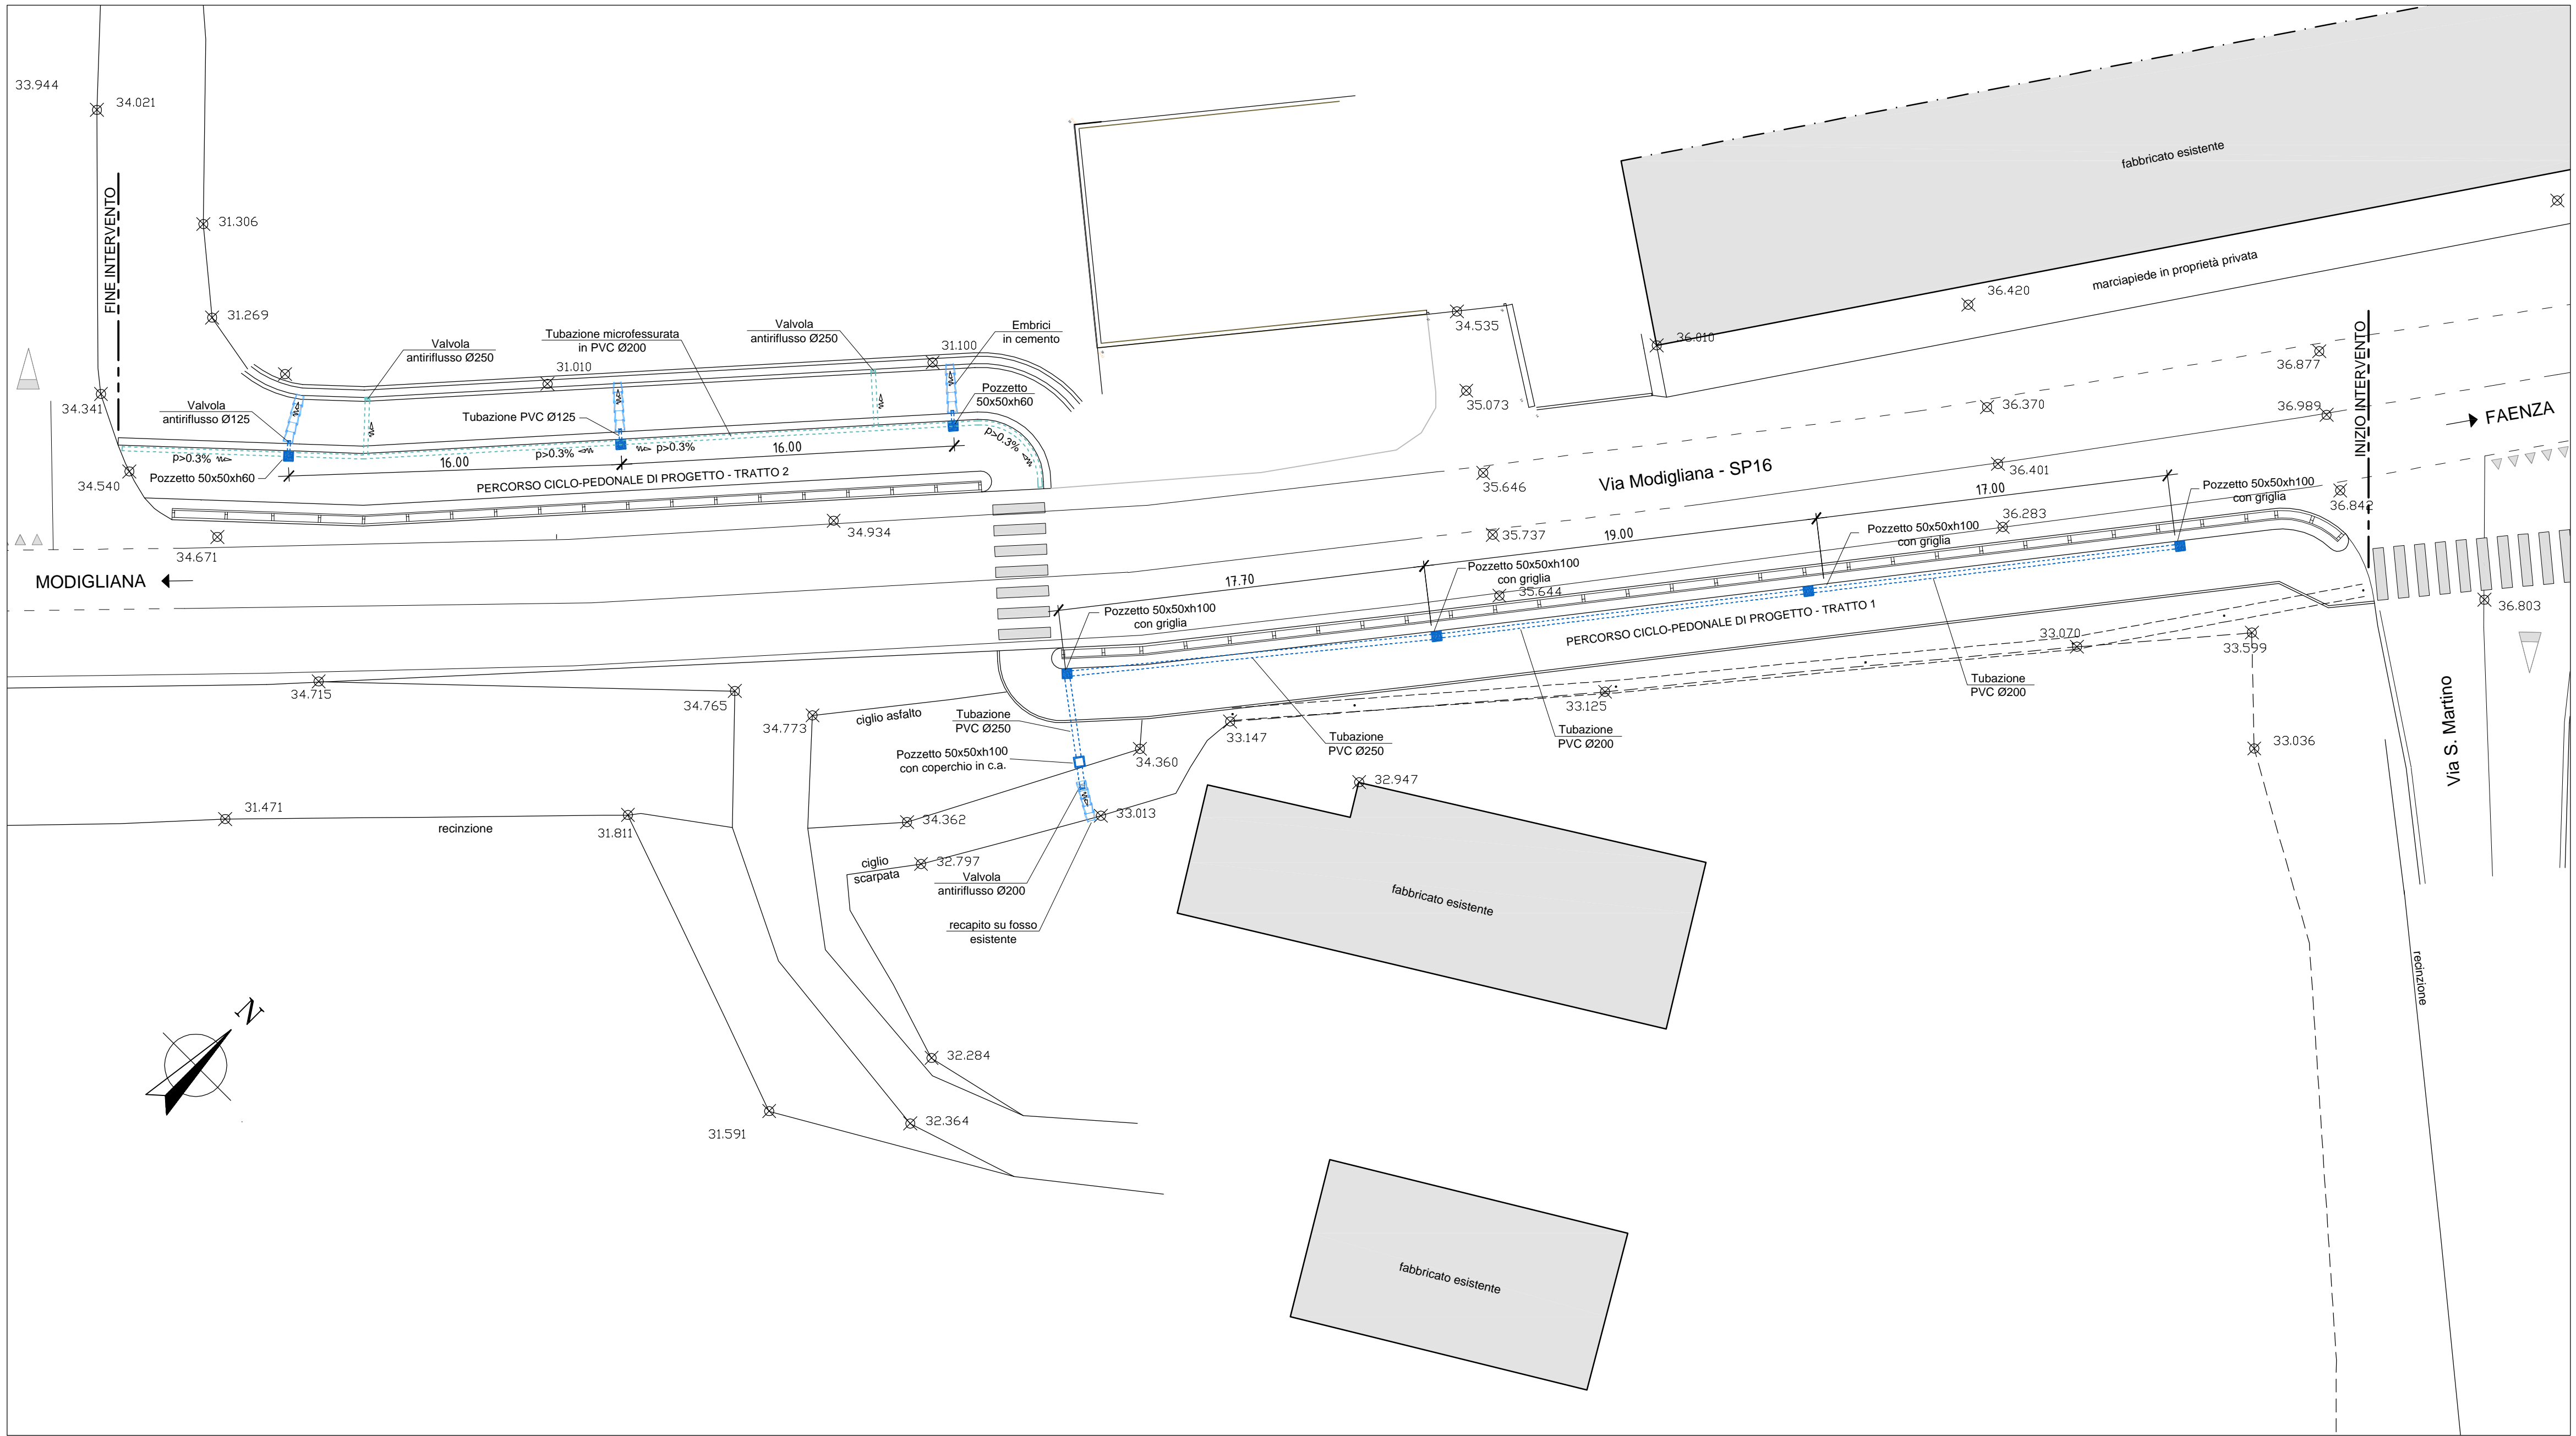 33.944
34.021
FINE INTERVENTO
31.306
31.269
34.341
34.540
34.671
Valvola
antiriflusso Ø125
Pozzetto 50x50xh60
Valvola
antiriflusso Ø250
Tubazione microfessurata
in PVC Ø200
31.010
Tubazione PVC Ø125
Valvola
antiriflusso Ø250
31.100
Embrici
in cemento
Pozzetto
50x50xh60
p>0.3%
16.00
p>0.3%
p>0.3%
16.00
p>0.3%
PERCORSO CICLO-PEDONALE DI PROGETTO - TRATTO 2
34.934
MODIGLIANA
fabbricato esistente
marciapiede in proprietà privata
34.535
36.010
36.420
35.073
36.370
36.877
36.989
INIZIO INTERVENTO
FAENZA
Via Modigliana - SP16
35.646
36.401
35.737
36.283
36.842
17.00
19.00
17.70
Pozzetto 50x50xh100
con griglia
Pozzetto 50x50xh100
con griglia
Pozzetto 50x50xh100
con griglia
Pozzetto 50x50xh100
con griglia
35.644
PERCORSO CICLO-PEDONALE DI PROGETTO - TRATTO 1
36.803
33.070
33.599
33.036
33.125
33.147
Tubazione
PVC Ø200
Tubazione
PVC Ø200
Tubazione
PVC Ø250
Via S. Martino
34.715
34.765
34.773
ciglio asfalto
Tubazione
PVC Ø250
Pozzetto 50x50xh100
con coperchio in c.a.
34.360
32.947
33.013
31.471
recinzione
31.811
34.362
ciglio
scarpata
32.797
Valvola
antiriflusso Ø200
recapito su fosso
esistente
fabbricato esistente
recinzione
N
32.284
32.364
31.591
fabbricato esistente